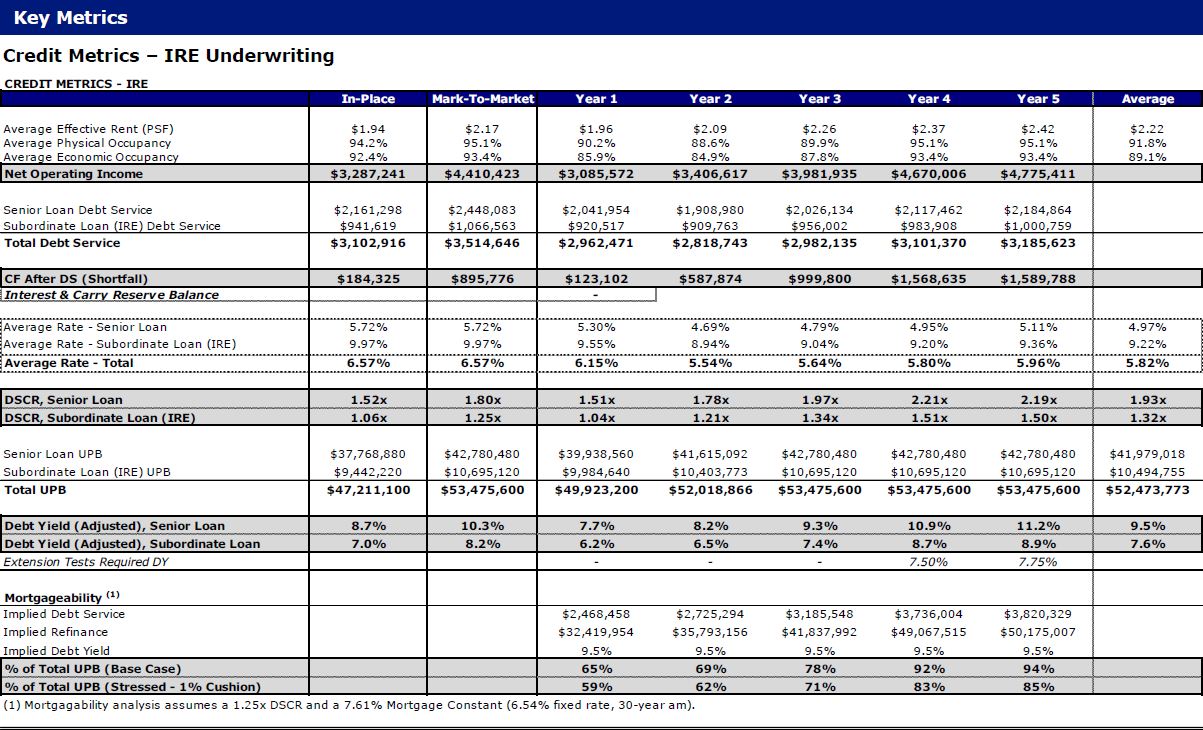 Key Metrics
Credit Metrics – IRE Underwriting
CREDIT METRICS - IRE
In-Place Mark-To-Market Year 1 Year 2 Year 3 Year 4 Year 5 Average
Average Effective Rent (PSF) $1.94 $2.17 $1.96 $2.09 $2.26 $2.37 $2.42 $2.22
Average Physical Occupancy 94.2% 95.1% 90.2% 88.6% 89.9% 95.1% 95.1% 91.8%
Average Economic Occupancy 92.4% 93.4% 85.9% 84.9% 87.8% 93.4% 93.4% 89.1%
Net Operating Income $3,287,241 $4,410,423 $3,085,572 $3,406,617 $3,981,935 $4,670,006 $4,775,411
Senior Loan Debt Service $2,161,298 $2,448,083 $2,041,954 $1,908,980 $2,026,134 $2,117,462 $2,184,864
Subordinate Loan (IRE) Debt Service $941,619 $1,066,563 $920,517 $909,763 $956,002 $983,908 $1,000,759
Total Debt Service $3,102,916 $3,514,646 $2,962,471 $2,818,743 $2,982,135 $3,101,370 $3,185,623
CF After DS (Shortfall) $184,325 $895,776 $123,102 $587,874 $999,800 $1,568,635 $1,589,788
Interest & Carry Reserve Balance -
Average Rate - Senior Loan 5.72% 5.72% 5.30% 4.69% 4.79% 4.95% 5.11% 4.97%
Average Rate - Subordinate Loan (IRE) 9.97% 9.97% 9.55% 8.94% 9.04% 9.20% 9.36% 9.22%
Average Rate - Total 6.57% 6.57% 6.15% 5.54% 5.64% 5.80% 5.96% 5.82%
DSCR, Senior Loan 1.52x 1.80x 1.51x 1.78x 1.97x 2.21x 2.19x 1.93x
DSCR, Subordinate Loan (IRE) 1.06x 1.25x 1.04x 1.21x 1.34x 1.51x 1.50x 1.32x
Senior Loan UPB $37,768,880 $42,780,480 $39,938,560 $41,615,092 $42,780,480 $42,780,480 $42,780,480 $41,979,018
Subordinate Loan (IRE) UPB $9,442,220 $10,695,120 $9,984,640 $10,403,773 $10,695,120 $10,695,120 $10,695,120 $10,494,755
Total UPB $47,211,100 $53,475,600 $49,923,200 $52,018,866 $53,475,600 $53,475,600 $53,475,600 $52,473,773
Debt Yield (Adjusted), Senior Loan 8.7% 10.3% 7.7% 8.2% 9.3% 10.9% 11.2% 9.5%
Debt Yield (Adjusted), Subordinate Loan 7.0% 8.2% 6.2% 6.5% 7.4% 8.7% 8.9% 7.6%
Extension Tests Required DY - - - 7.50% 7.75%
Mortgageability (1)
Implied Debt Service $2,468,458 $2,725,294 $3,185,548 $3,736,004 $3,820,329
Implied Refinance $32,419,954 $35,793,156 $41,837,992 $49,067,515 $50,175,007
Implied Debt Yield 9.5% 9.5% 9.5% 9.5% 9.5%
% of Total UPB (Base Case) 65% 69% 78% 92% 94%
% of Total UPB (Stressed - 1% Cushion) 59% 62% 71% 83% 85%
(1) Mortgagability analysis assumes a 1.25x DSCR and a 7.61% Mortgage Constant (6.54% fixed rate, 30-year am).